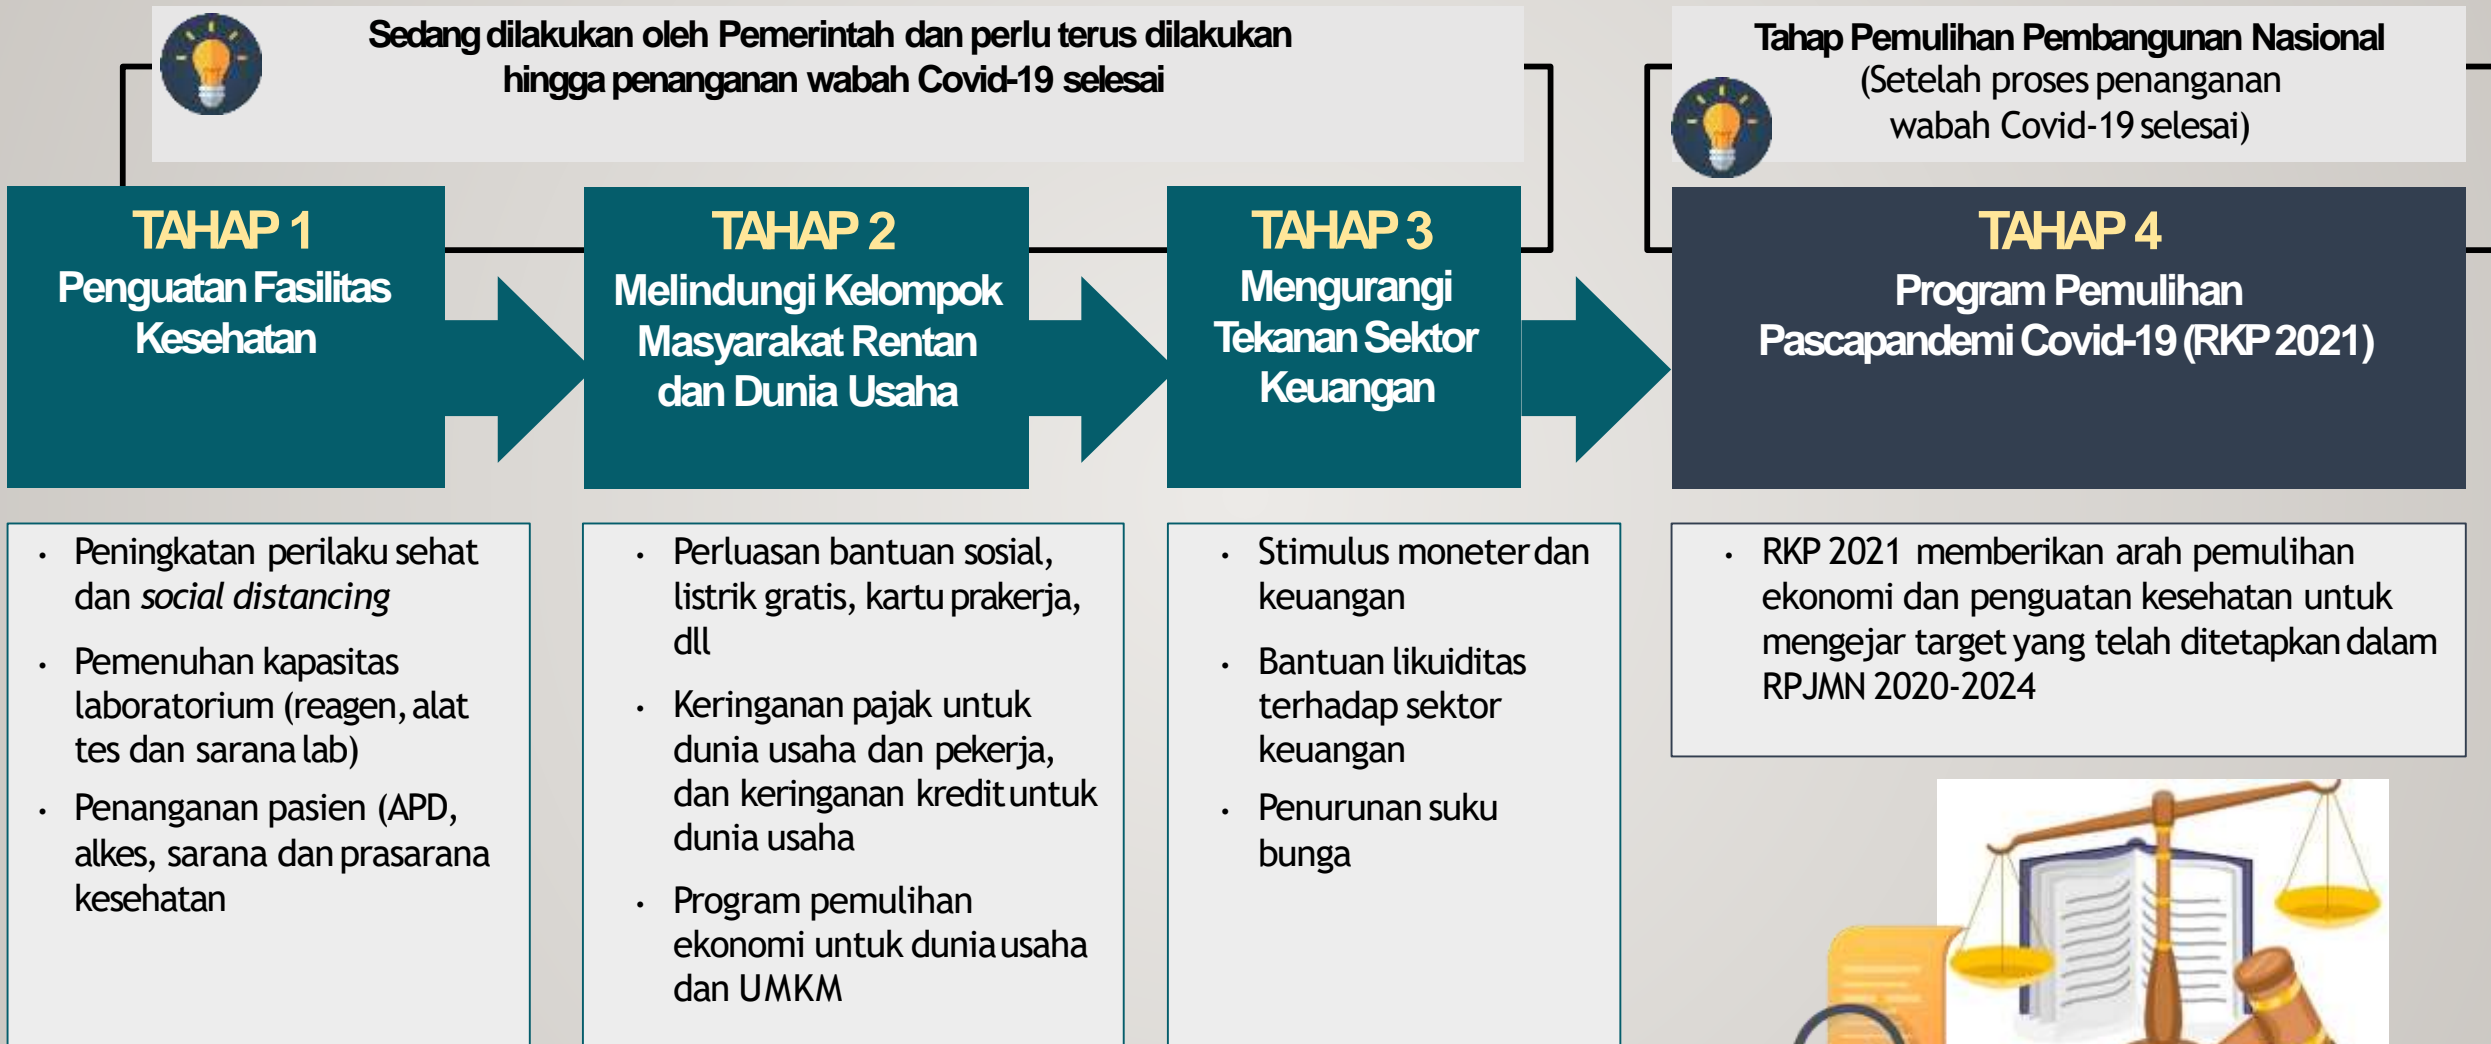 Sedang dilakukan oleh Pemerintah dan perlu terus dilakukan
hingga penanganan wabah Covid-19 selesai
Tahap Pemulihan Pembangunan Nasional
(Setelah proses penanganan
wabah Covid-19 selesai)
TAHAP 1
Penguatan Fasilitas
Kesehatan
TAHAP 2
Melindungi Kelompok
Masyarakat Rentan
dan Dunia Usaha
TAHAP 3
Mengurangi
Tekanan Sektor
Keuangan
TAHAP 4
Program Pemulihan
Pascapandemi Covid-19 (RKP 2021)
• Peningkatan perilaku sehat
dan social distancing
• Pemenuhan kapasitas
laboratorium (reagen, alat
tes dan sarana lab)
• Penanganan pasien (APD,
alkes, sarana dan prasarana
kesehatan
• Perluasan bantuan sosial,
listrik gratis, kartu prakerja,
dll
• Keringanan pajak untuk
dunia usaha dan pekerja,
dan keringanan kredit untuk
dunia usaha
• Program pemulihan
ekonomi untuk dunia usaha
dan UMKM
• Stimulus moneter dan
keuangan
• Bantuan likuiditas
terhadap sektor
keuangan
• Penurunan suku
bunga
• RKP 2021 memberikan arah pemulihan
ekonomi dan penguatan kesehatan untuk
mengejar target yang telah ditetapkan dalam
RPJMN 2020-2024